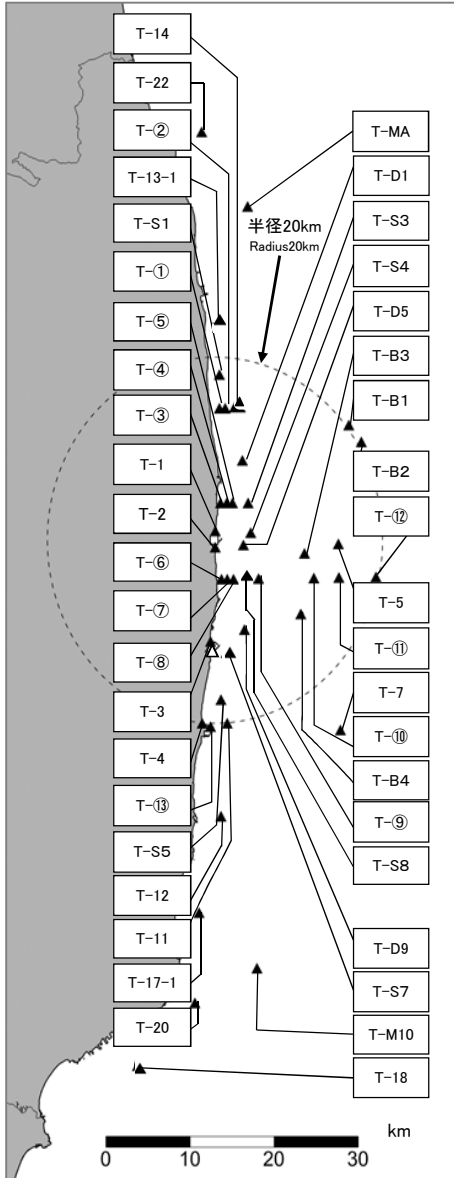 T-14
T-22
T-②
T-13-1
T-S1
T-①
T-⑤
T-④
T-③
T-1
T-2
T-⑥
T-⑦
T-⑧
T-3
T-4
T-⑬
T-S5
T-12
T-11
T-17-1
T-20
半径20km
Radius20km
T-MA
T-D1
T-S3
T-S4
T-D5
T-B3
T-B1
T-B2
T-⑫
T-5
T-⑪
T-7
T-⑩
T-B4
T-⑨
T-S8
T-D9
T-S7
T-M10
T-18
km
0 10 20 30